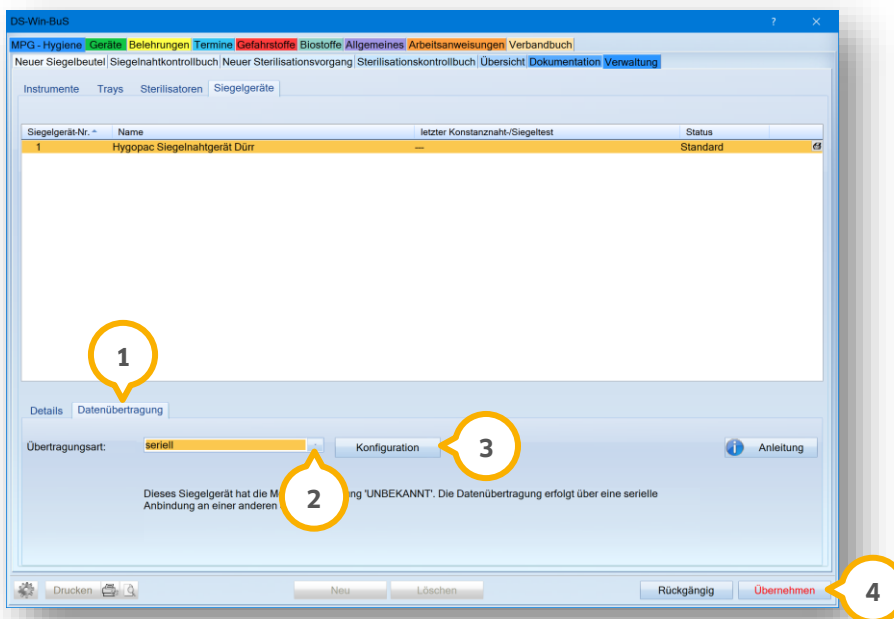 DS-Win-BuS ? ×
MPG - Hygiene Geräte Belehrungen Termine Gefahrstoffe Biostoffe Allgemeines Arbeitsanweisungen Verbandbuch
Neuer Siegelbeutel Siegelnahtkontrollbuch Neuer Sterilisationsvorgang Sterilisationskontrollbuch Übersicht Dokumentation Verwaltung
Instrumente Trays Sterilisatoren Siegelgeräte
Siegelgerät-Nr. Name letzter Konstanznaht-/Siegeltest Status
1 Hygopac Siegelnahtgerät Dürr — Standard
1
Details Datenübertragung
Übertragungsart: seriell Konfiguration 3 Anleitung
2
Dieses Siegelgerät hat die 'UNBEKANNT'. Die Datenübertragung erfolgt über eine serielle
Anbindung an einer anderen
Drucken Neu Löschen Rückgängig Übernehmen 4